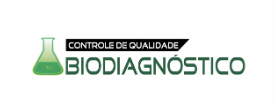 CONTROLE DE QUALIDADE
BIODIAGNÓSTICO